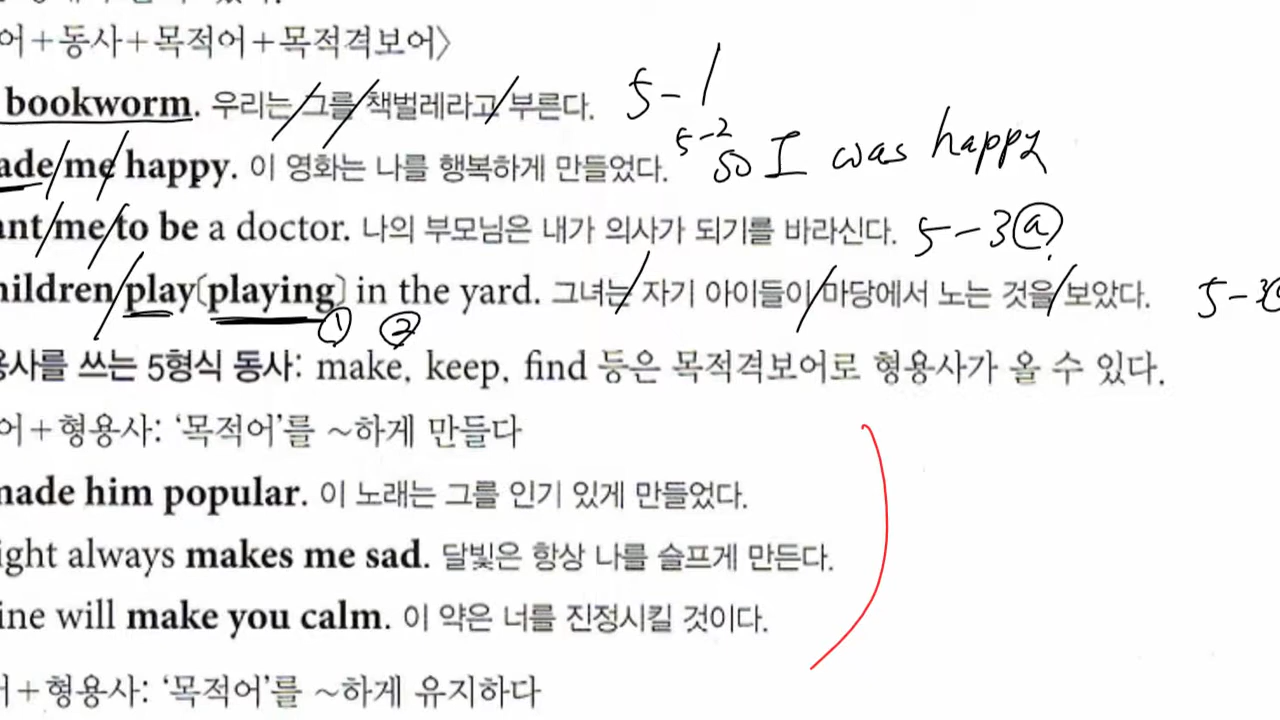 어+동사+목적어+목적격보어〉
bookworm. 우리는 그를 책벌레라고 부른다. 5-1
ade me happy. 이 영화는 나를 행복하게 만들었다. 5-2 so I was happy
ant me to be a doctor. 나의 부모님은 내가 의사가 되기를 바라신다. 5-3ⓐ
hildren play[playing] in the yard. 그녀는 자기 아이들이 마당에서 노는 것을 보았다. 5-3
① ②
용사를 쓰는 5형식 동사: make, keep, find 등은 목적격보어로 형용사가 올 수 있다.
어+형용사: ‘목적어’를 ~하게 만들다
made him popular. 이 노래는 그를 인기 있게 만들었다.
ight always makes me sad. 달빛은 항상 나를 슬프게 만든다.
ine will make you calm. 이 약은 너를 진정시킬 것이다.
어+형용사: ‘목적어’를 ~하게 유지하다